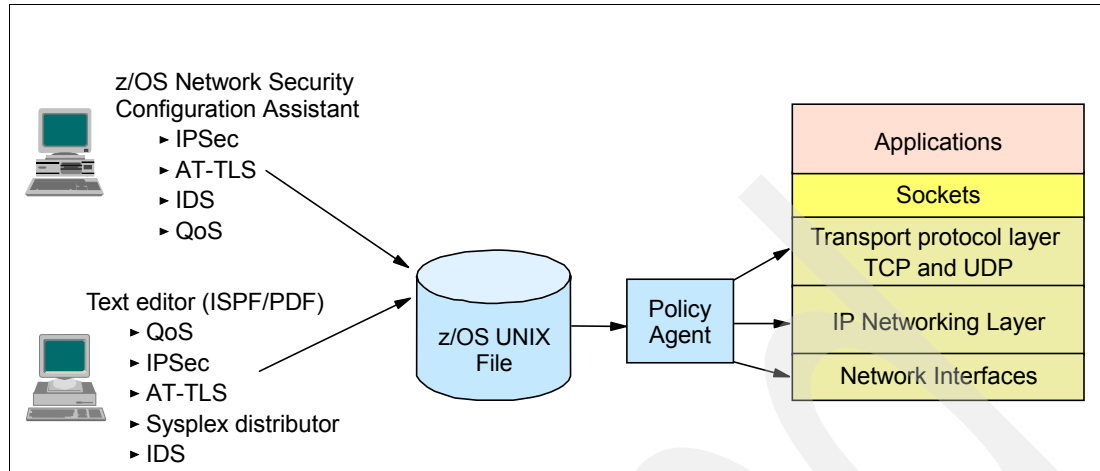 z/OS Network Security
Configuration Assistant
► IPSec
► AT-TLS
► IDS
► QoS
Text editor (ISPF/PDF)
► QoS
► IPSec
► AT-TLS
► Sysplex distributor
► IDS
z/OS UNIX
File
Policy
Agent
Applications
Sockets
Transport protocol layer
TCP and UDP
IP Networking Layer
Network Interfaces